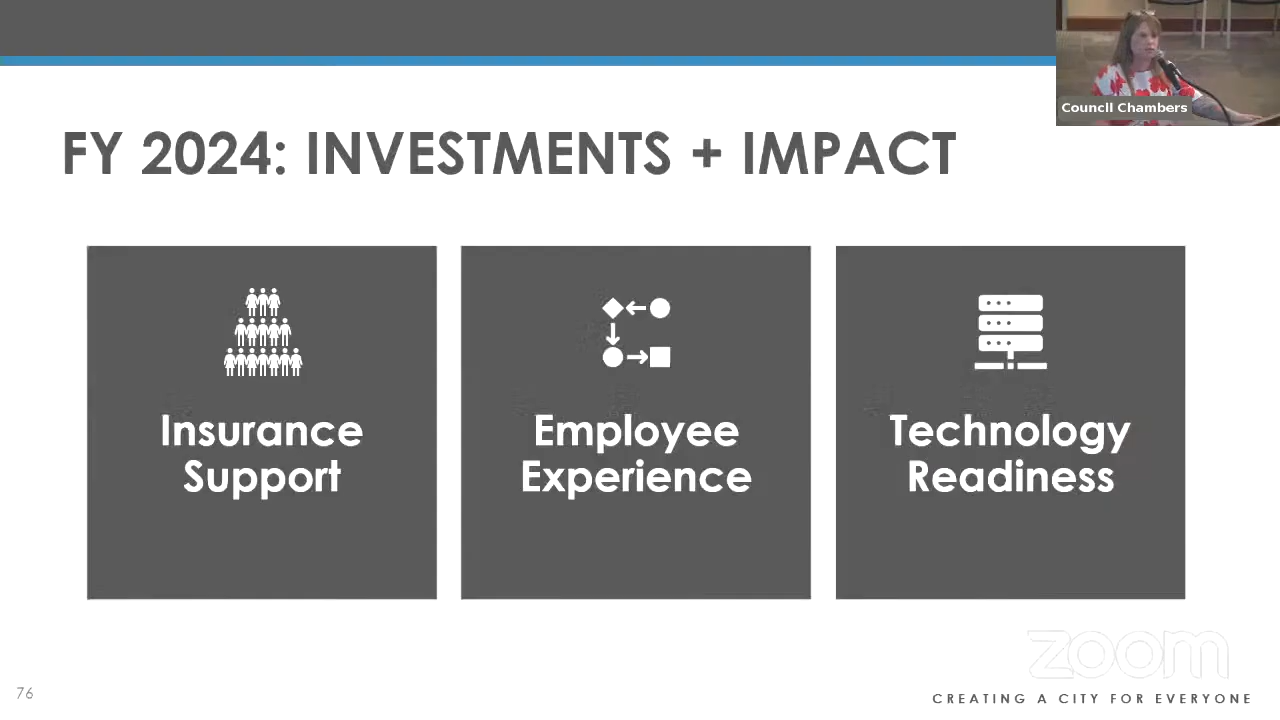 Council Chambers
FY 2024: INVESTMENTS + IMPACT
Insurance
Support
Employee
Experience
Technology
Readiness
zoom
76
CREATING A CITY FOR EVERYONE